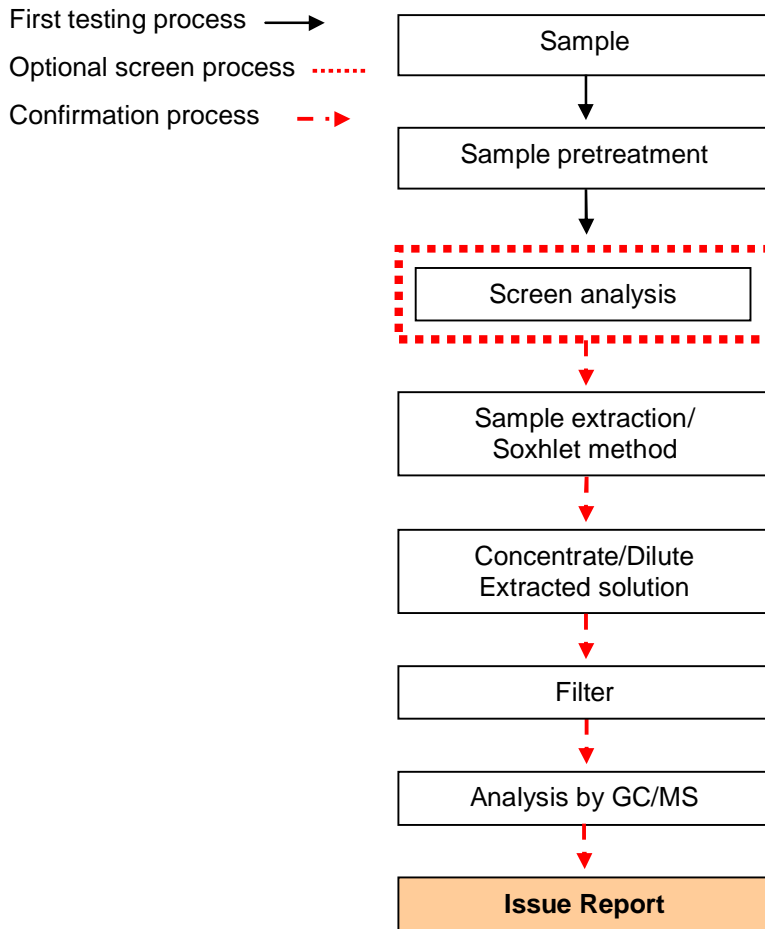 First testing process
Optional screen process
Confirmation process
Sample
Sample pretreatment
Screen analysis
Sample extraction/
Soxhlet method
Concentrate/Dilute
Extracted solution
Filter
Analysis by GC/MS
Issue Report